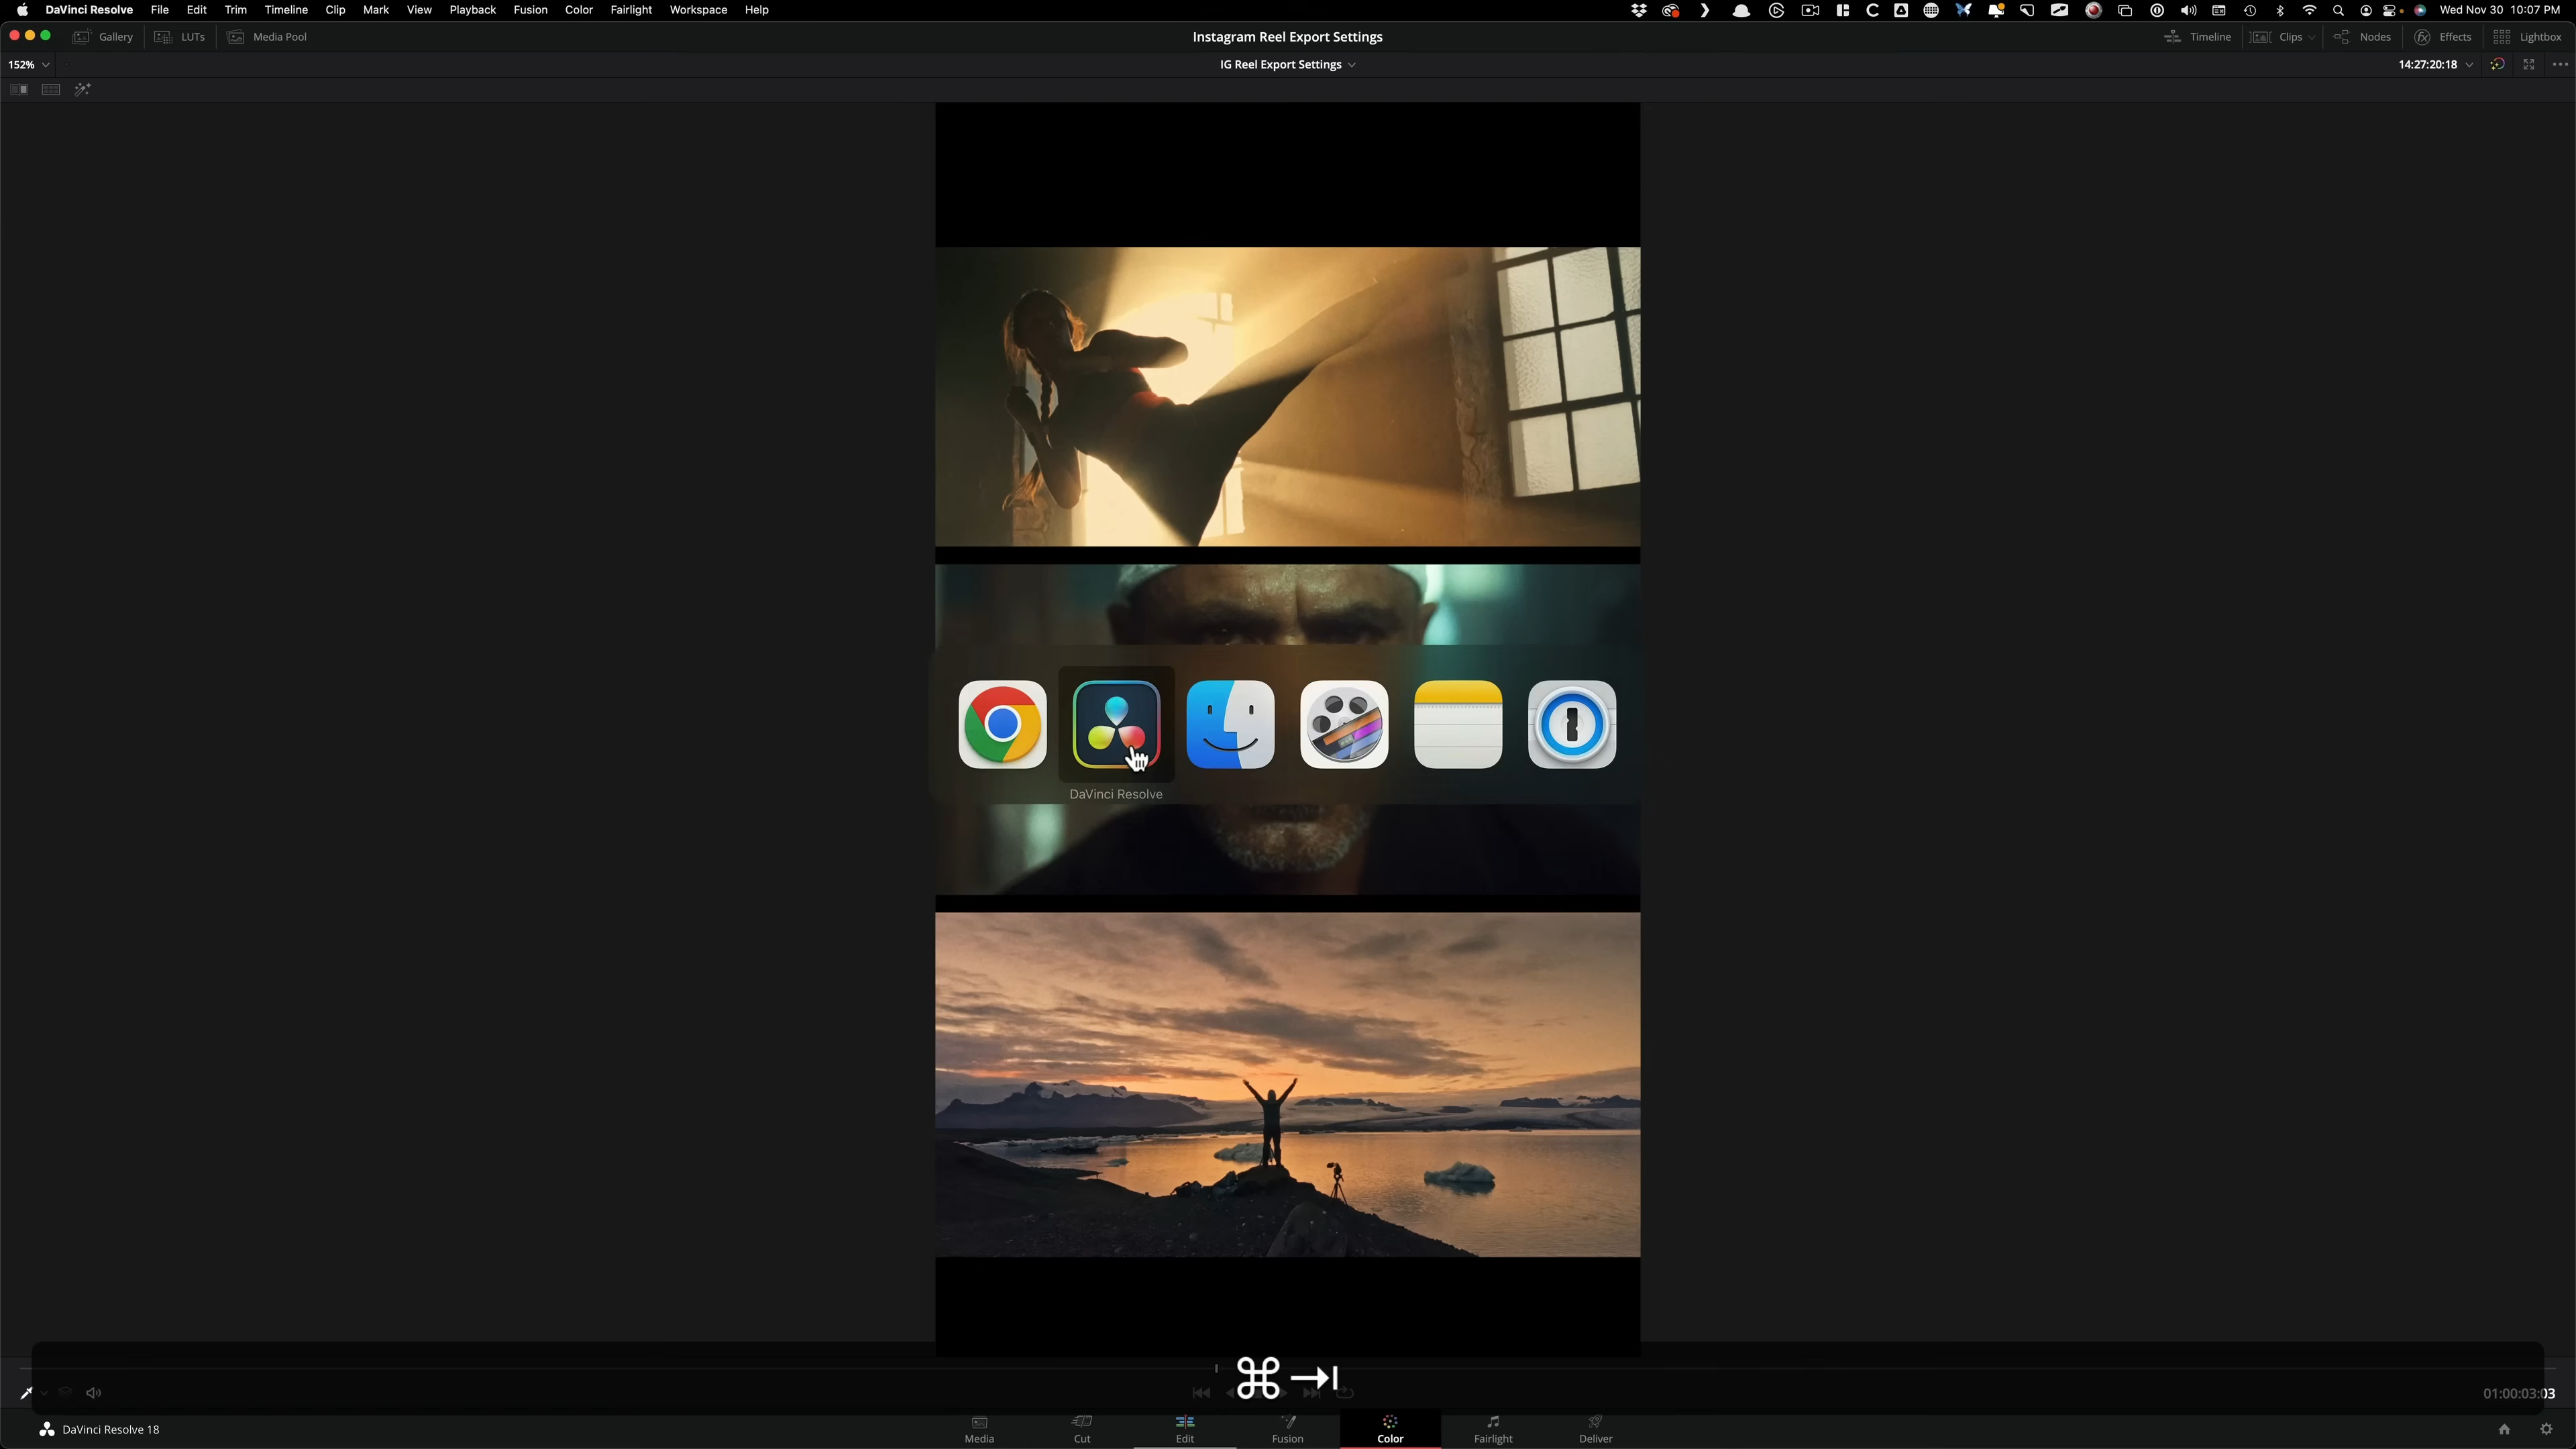 DaVinci Resolve File Edit Trim Timeline Clip Mark View Playback Fusion Color Fairlight Workspace Help Wed Nov 30 10:07 PM
Gallery LUTs Media Pool Instagram Reel Export Settings Timeline Clips Nodes Effects Lightbox
152% IG Reel Export Settings 14:27:20:18
DaVinci Resolve
⌘
01:00:03:03
DaVinci Resolve 18 Media Cut Edit Fusion Color Fairlight Deliver